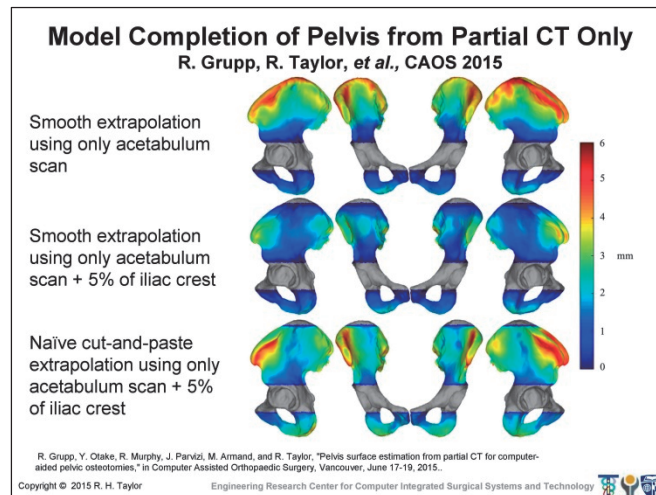 Model Completion of Pelvis from Partial CT Only
R. Grupp, R. Taylor, et al., CAOS 2015
Smooth extrapolation
using only acetabulum
scan
Smooth extrapolation
using only acetabulum
scan + 5% of iliac crest
Naïve cut-and-paste
extrapolation using only
acetabulum scan + 5%
of iliac crest
6
5
4
3
mm
2
1
0
R. Grupp, Y. Otake, R. Murphy, J. Parvizi, M. Armand, and R. Taylor, "Pelvis surface estimation from partial CT for computer-
aided pelvic osteotomies," in Computer Assisted Orthopaedic Surgery, Vancouver, June 17-19, 2015..
Copyright © 2015 R. H. Taylor
Engineering Research Center for Computer Integrated Surgical Systems and Technology